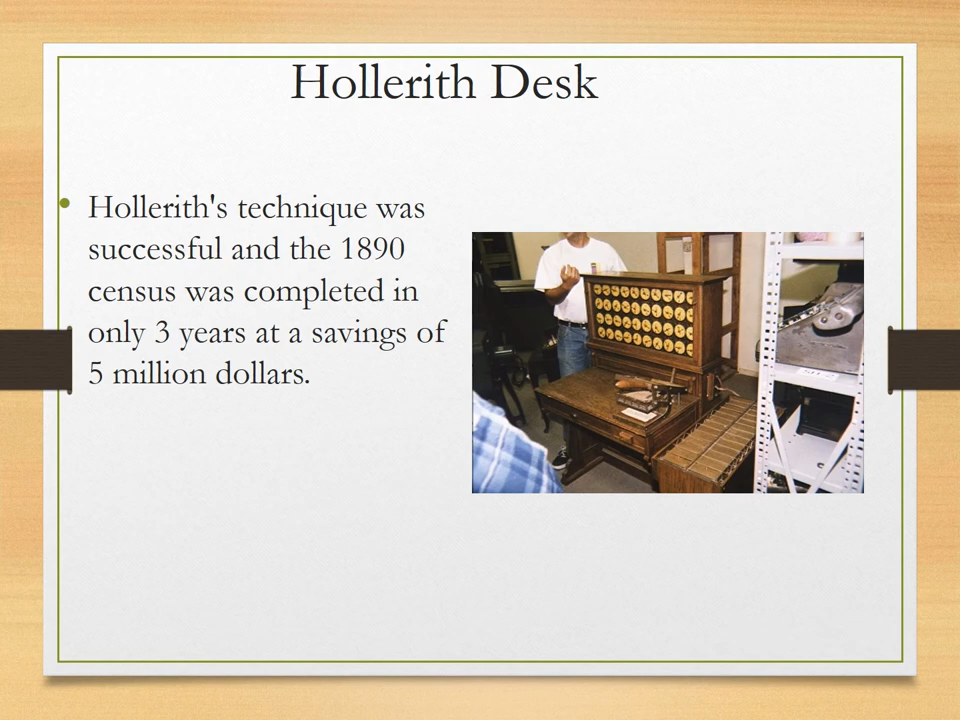 Hollerith Desk
• Hollerith's technique was
successful and the 1890
census was completed in
only 3 years at a savings of
5 million dollars.